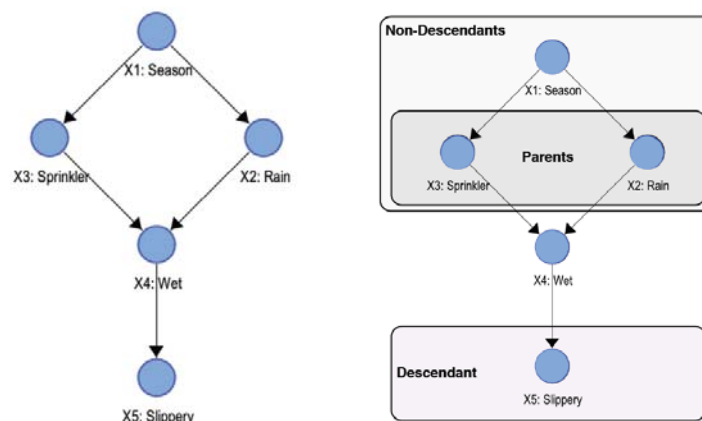 X1: Season
X3: Sprinkler
X2: Rain
X4: Wet
X5: Slippery
Non-Descendants
X1: Season
Parents
X3: Sprinkler
X2: Rain
X4: Wet
Descendant
X5: Slippery